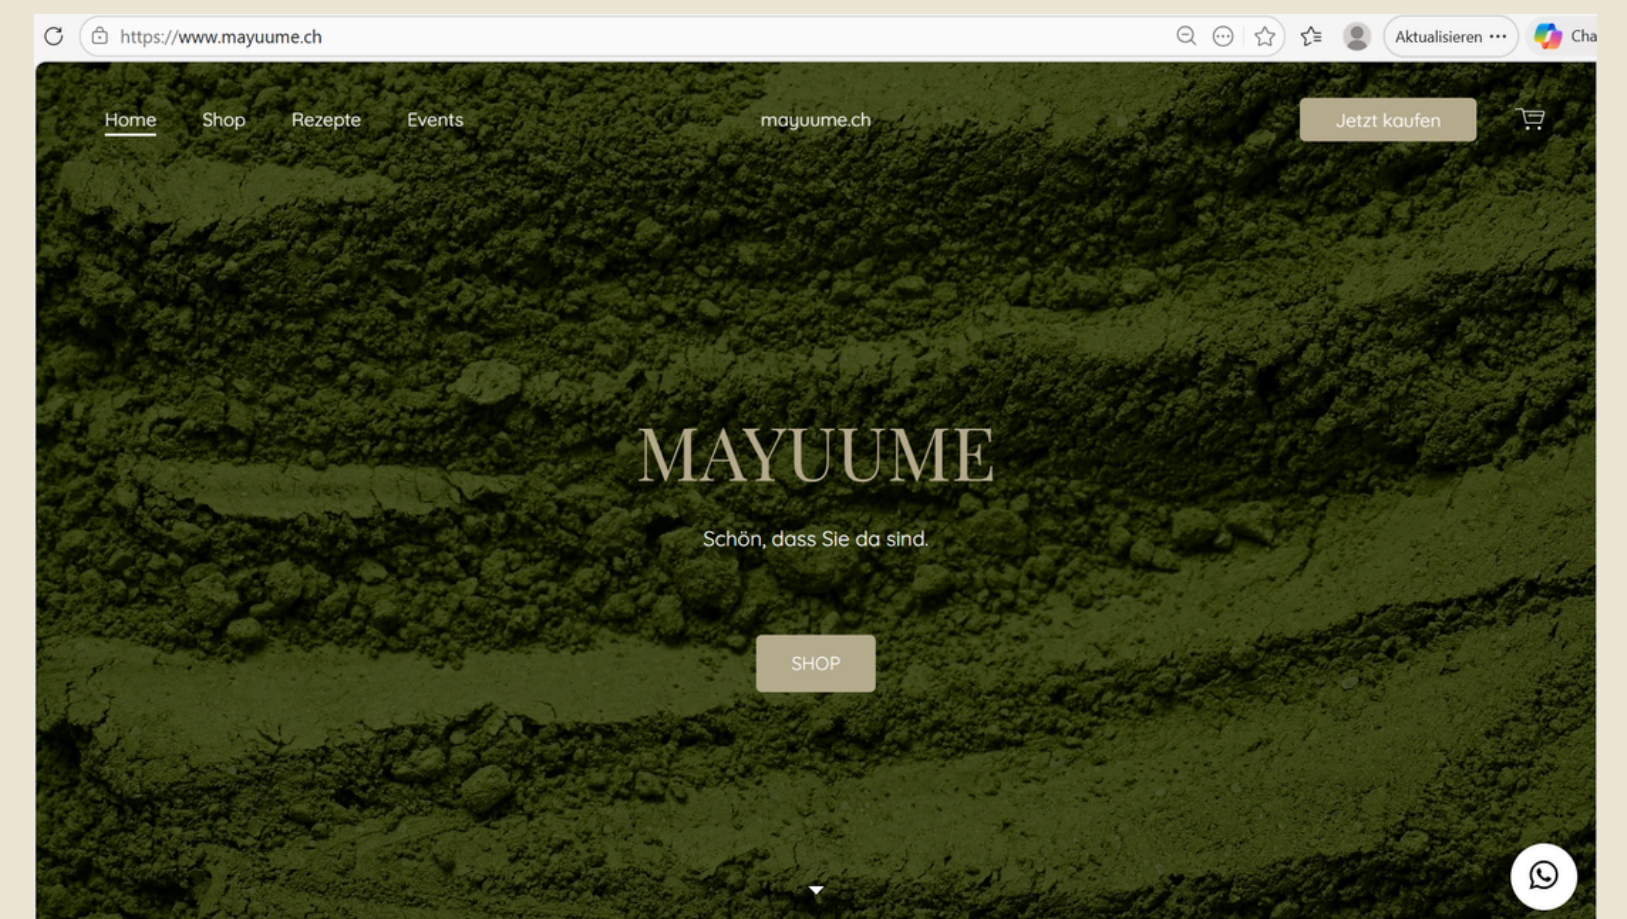 https://www.mayuume.ch
Aktualisieren
Cha
Home Shop Rezepte Events mayuume.ch Jetzt kaufen
MAYUUME
Schön, dass Sie da sind.
SHOP